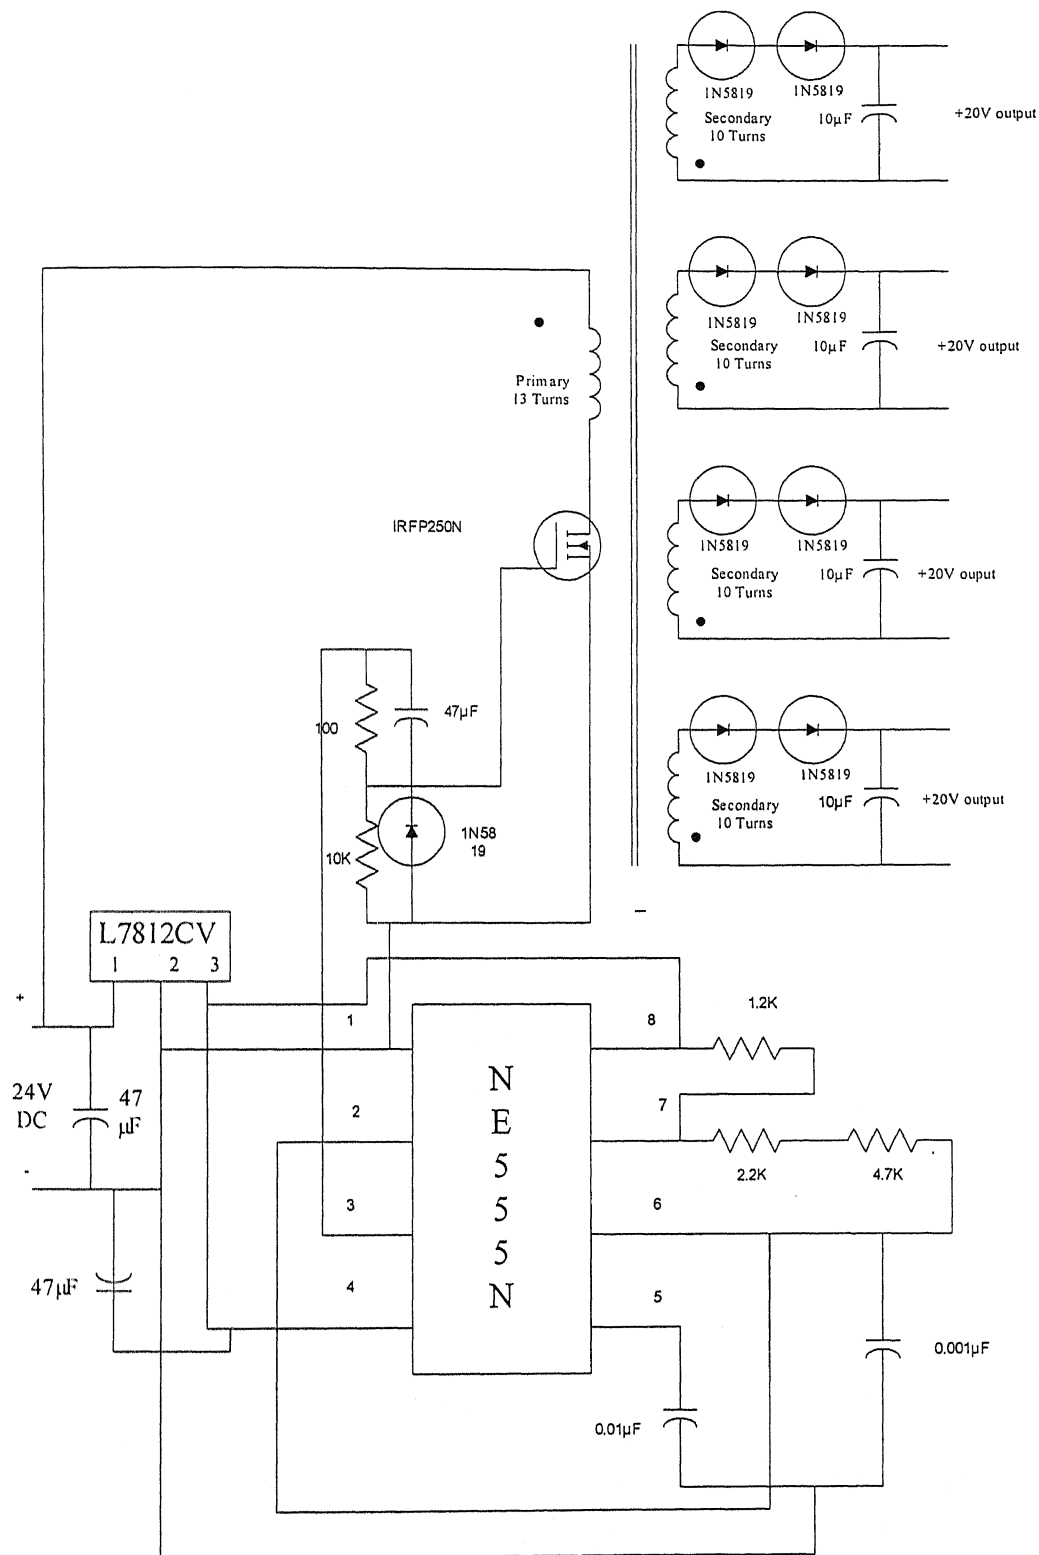 1N5819 1N5819
Secondary
10 Turns
10µF
+20V output
1N5819 1N5819
Secondary
10 Turns
10µF
+20V output
Primary
13 Turns
IRFP250N
1N5819 1N5819
Secondary
10 Turns
10µF
+20V ouput
100
47µF
1N5819 1N5819
Secondary
10 Turns
10µF
+20V output
10K
1N58
19
L7812CV
1 2 3
+
−
24V
DC
47
µF
-
47µF
1
2
3
4
N
E
5
5
5
N
8
7
6
5
1.2K
2.2K
4.7K
0.01µF
0.001µF